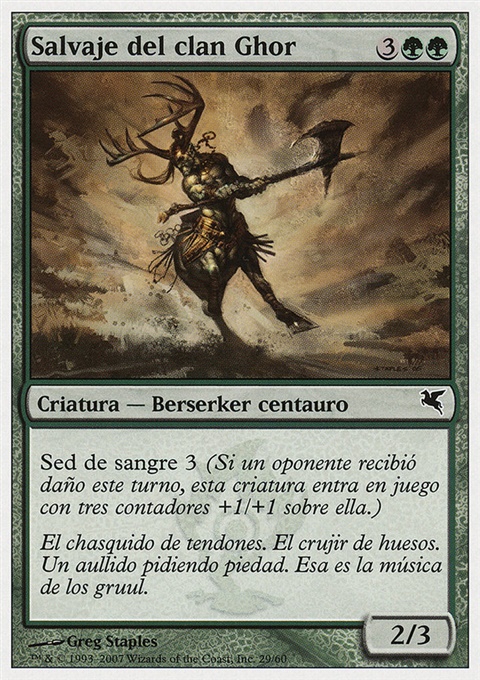 Salvaje del clan Ghor 3
Criatura — Berserker centauro
Sed de sangre 3 (Si un oponente recibió
daño este turno, esta criatura entra en juego
con tres contadores +1/+1 sobre ella.)
El chasquido de tendones. El crujir de huesos.
Un aullido pidiendo piedad. Esa es la música
de los gruul.
Greg Staples
2/3
™ & © 1993–2007 Wizards of the Coast, Inc. 29/60